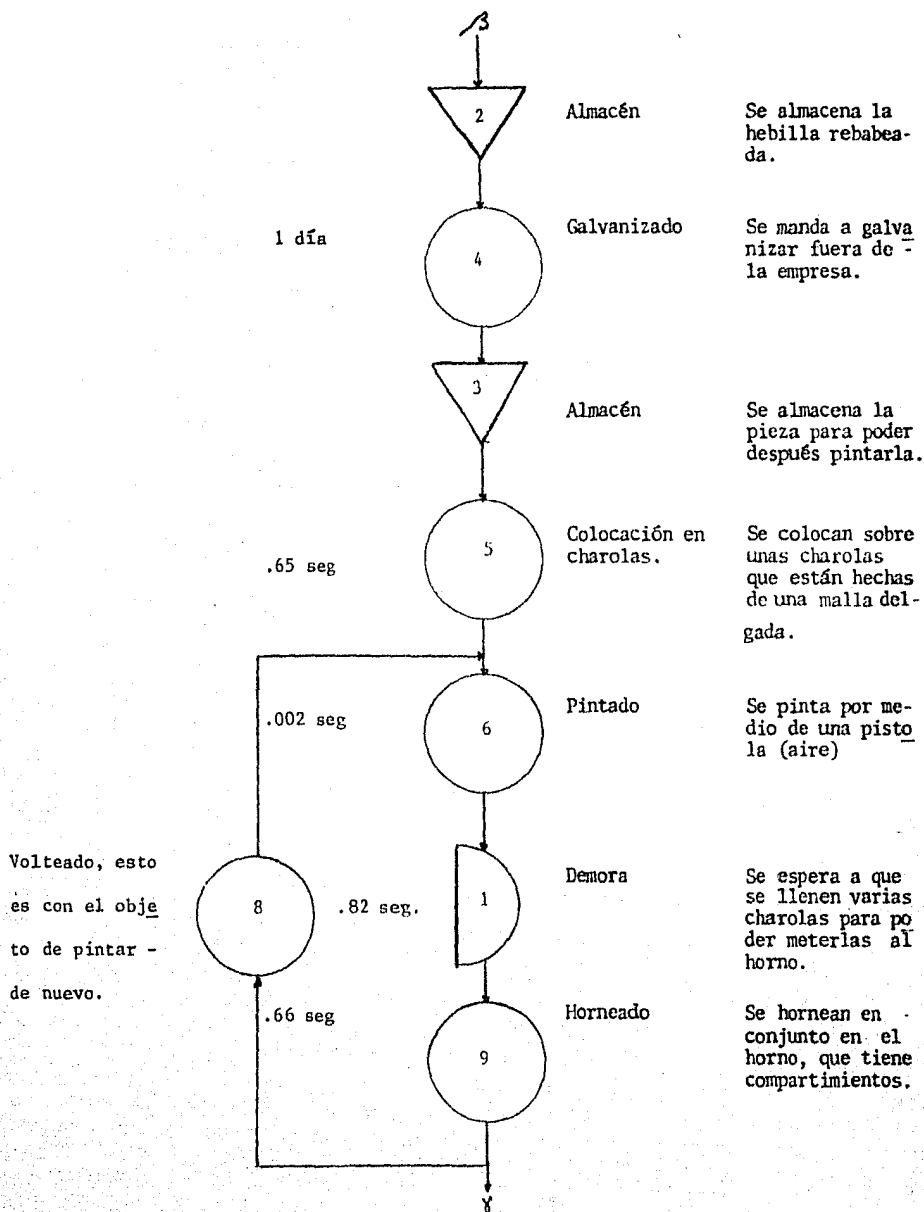 β
2
Almacén
Se almacena la
hebilla rebabea-
da.
1 día
4
Galvanizado
Se manda a galva
nizar fuera de -
la empresa.
3
Almacén
Se almacena la
pieza para poder
después pintarla.
.65 seg
5
Colocación en
charolas.
Se colocan sobre
unas charolas
que están hechas
de una malla del-
gada.
.002 seg
6
Pintado
Se pinta por me-
dio de una pisto
la (aire)
Volteado, esto
es con el obje
to de pintar -
de nuevo.
8
.82 seg.
1
Demora
Se espera a que
se llenen varias
charolas para po
der meterlas al
horno.
.66 seg
9
Horneado
Se hornean en
conjunto en el
horno, que tiene
compartimientos.
γ